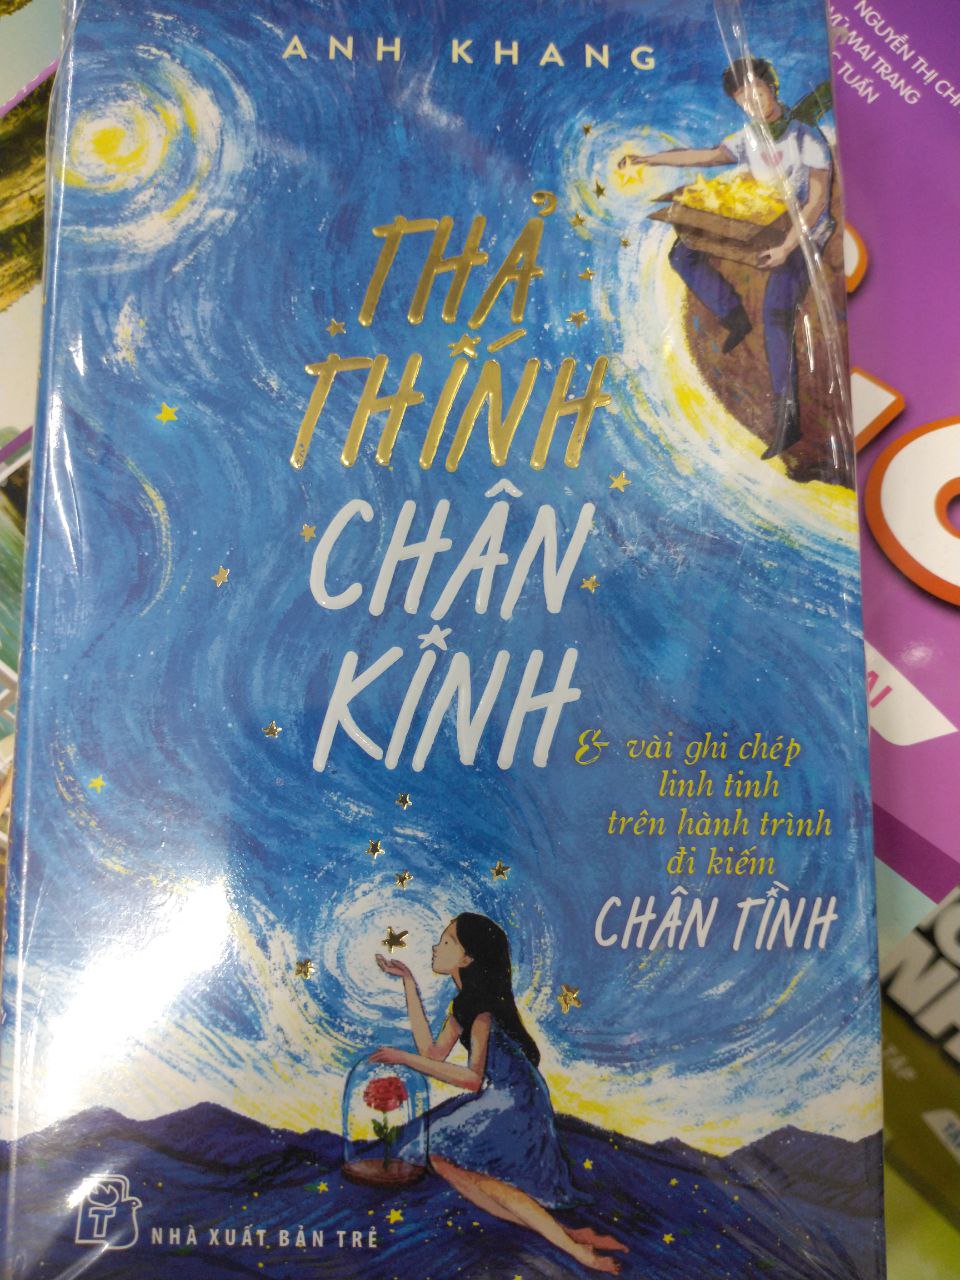 ANH KHANG
THẢ
THÍNH
CHÂN
KINH
& vài ghi chép
linh tinh
trên hành trình
đi kiếm
CHÂN TÌNH
NHÀ XUẤT BẢN TRẺ
NGUYỄN THỊ CHI
MAI TRANG
TUẤN